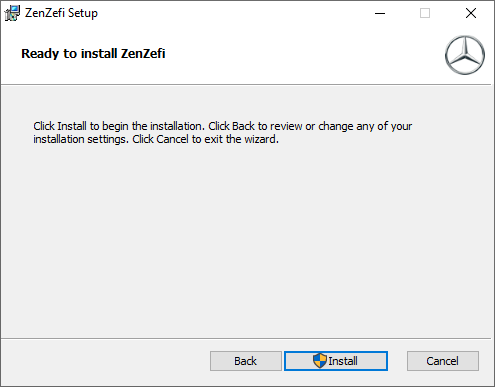 ZenZefi Setup
Ready to install ZenZefi
Click Install to begin the installation. Click Back to review or change any of your
installation settings. Click Cancel to exit the wizard.
Back Install Cancel